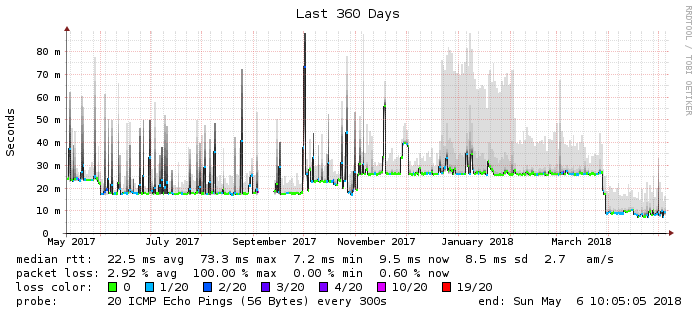 Last 360 Days
RRDTOOL / TOBI OETIKER
Seconds
80 m
70 m
60 m
50 m
40 m
30 m
20 m
10 m
0
May 2017 July 2017 September 2017 November 2017 January 2018 March 2018
median rtt: 22.5 ms avg 73.3 ms max 7.2 ms min 9.5 ms now 8.5 ms sd 2.7 am/s
packet loss: 2.92 % avg 100.00 % max 0.00 % min 0.60 % now
loss color: 0 1/20 2/20 3/20 4/20 10/20 19/20
probe: 20 ICMP Echo Pings (56 Bytes) every 300s end: Sun May 6 10:05:05 2018